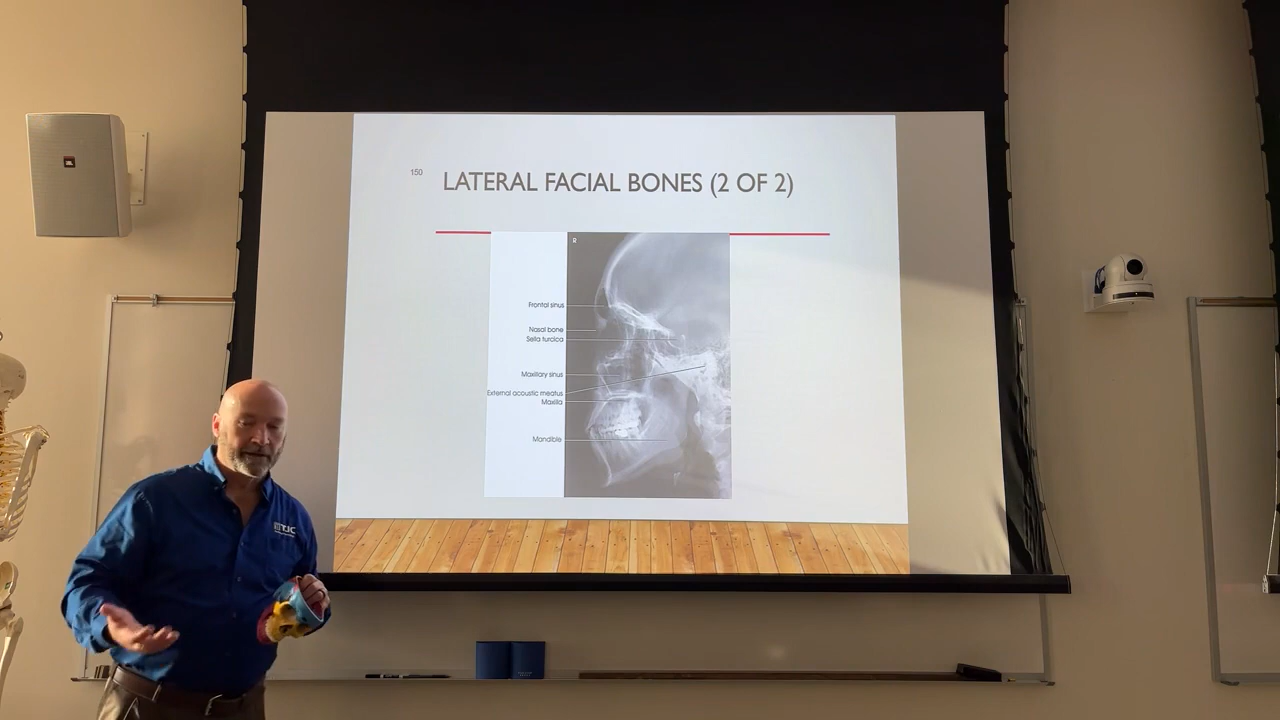 150
LATERAL FACIAL BONES (2 OF 2)
Frontal sinus
Nasal bone
Sella turcica
Maxillary sinus
External acoustic meatus
Maxilla
Mandible
TJC
JBL